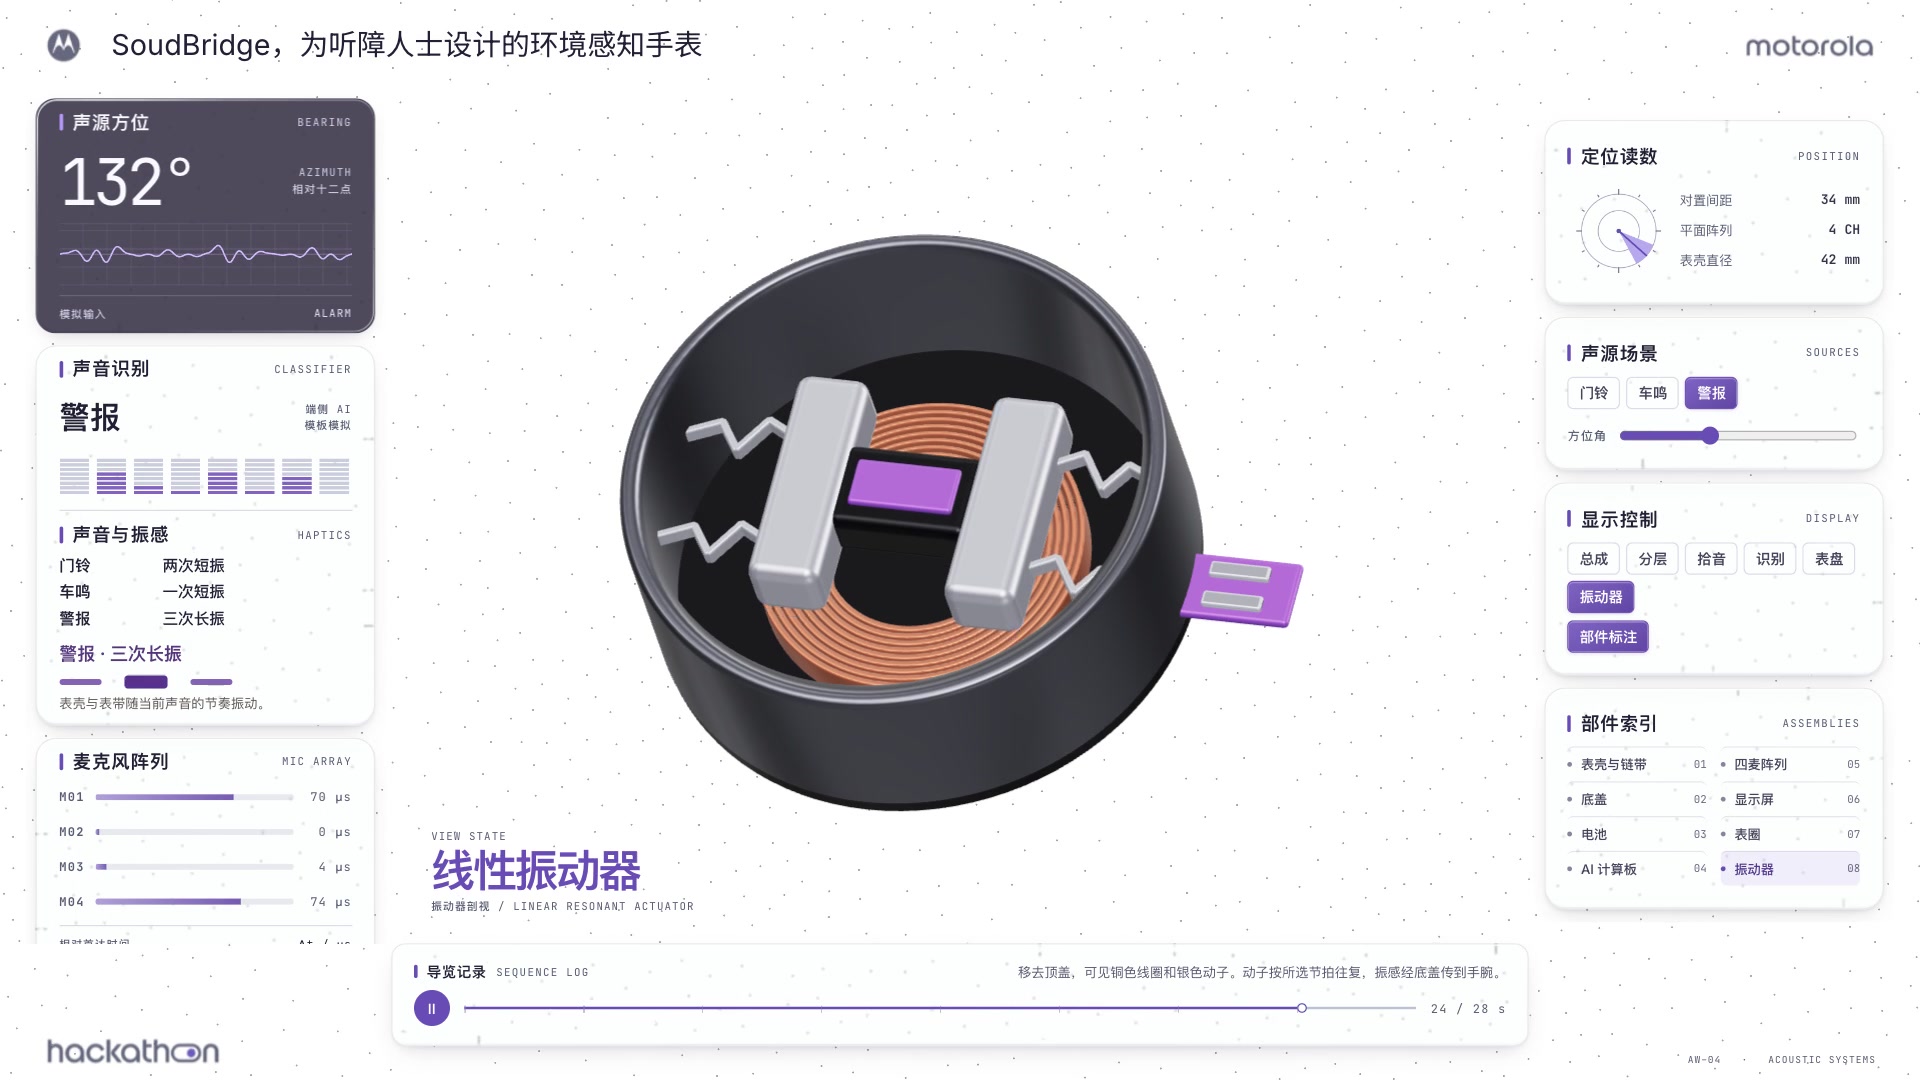 SoudBridge，为听障人士设计的环境感知手表
motorola
声源方位 BEARING
132°
AZIMUTH
相对十二点
模拟输入 ALARM
声音识别 CLASSIFIER
警报
端侧 AI
模板模拟
声音与振感 HAPTICS
门铃 两次短振
车鸣 一次短振
警报 三次长振
警报 · 三次长振
表壳与表带随当前声音的节奏振动。
麦克风阵列 MIC ARRAY
M01 70 μs
M02 0 μs
M03 4 μs
M04 74 μs
VIEW STATE
线性振动器
振动器剖视 / LINEAR RESONANT ACTUATOR
导览记录 SEQUENCE LOG
移去顶盖，可见铜色线圈和银色动子。动子按所选节拍往复，振感经底盖传到手腕。
24 / 28 s
定位读数 POSITION
对置间距 34 mm
平面阵列 4 CH
表壳直径 42 mm
声源场景 SOURCES
门铃 车鸣 警报
方位角
显示控制 DISPLAY
总成 分层 拾音 识别 表盘
振动器
部件标注
部件索引 ASSEMBLIES
表壳与链带 01 四麦阵列 05
底盖 02 显示屏 06
电池 03 表圈 07
AI 计算板 04 振动器 08
hackathon
AW-04 · ACOUSTIC SYSTEMS